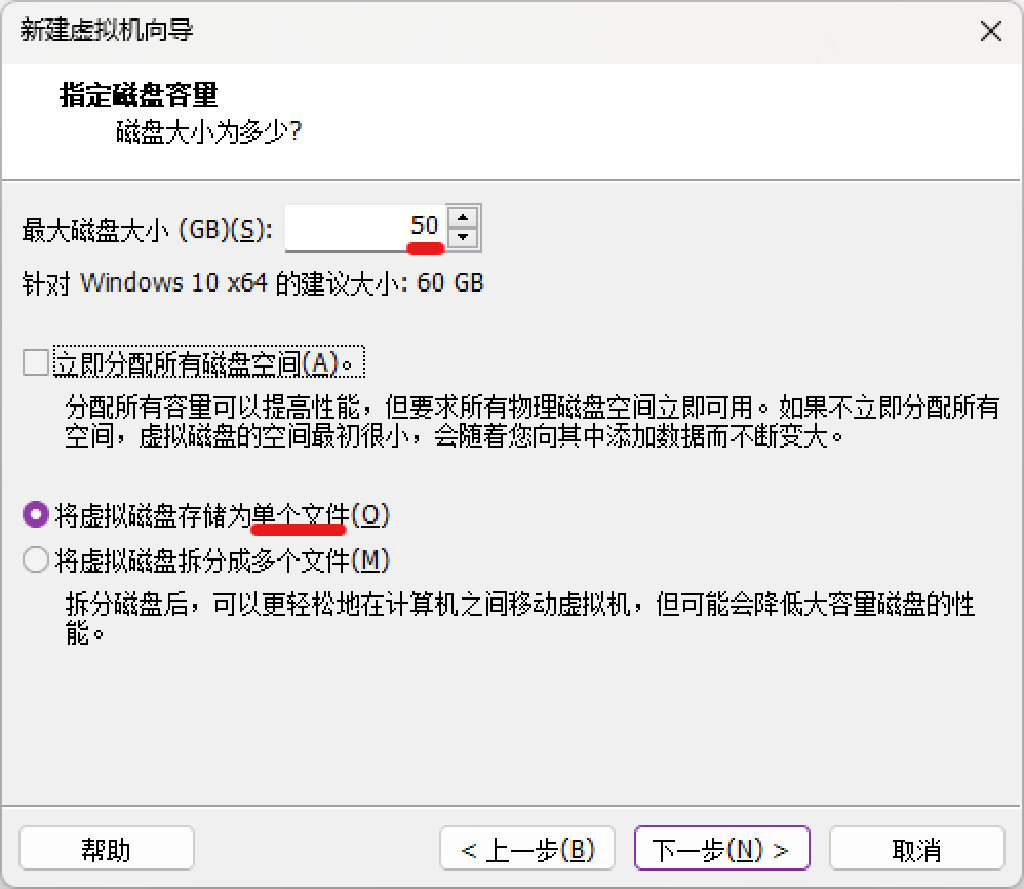 新建虚拟机向导
指定磁盘容量
磁盘大小为多少?
最大磁盘大小 (GB)(S): 50
针对 Windows 10 x64 的建议大小: 60 GB
立即分配所有磁盘空间(A)。
分配所有容量可以提高性能，但要求所有物理磁盘空间立即可用。如果不立即分配所有
空间，虚拟磁盘的空间最初很小，会随着您向其中添加数据而不断变大。
将虚拟磁盘存储为单个文件(O)
将虚拟磁盘拆分成多个文件(M)
拆分磁盘后，可以更轻松地在计算机之间移动虚拟机，但可能会降低大容量磁盘的性
能。
帮助 < 上一步(B) 下一步(N) > 取消